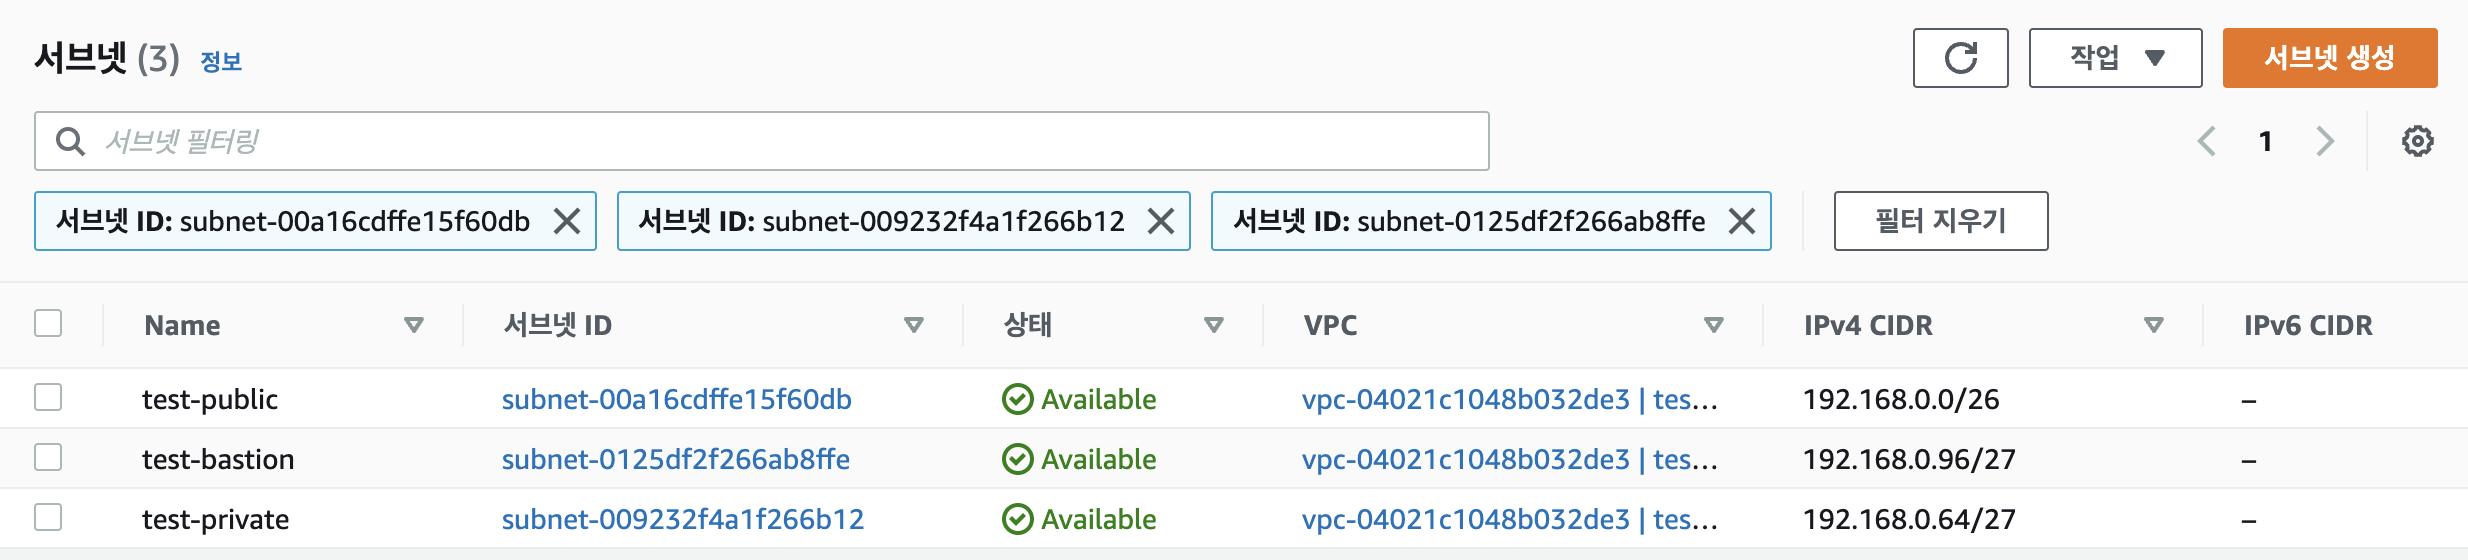 서브넷 (3) 정보 작업 서브넷 생성
서브넷 필터링 1
서브넷 ID: subnet-00a16cdffe15f60db 서브넷 ID: subnet-009232f4a1f266b12 서브넷 ID: subnet-0125df2f266ab8ffe 필터 지우기
Name 서브넷 ID 상태 VPC IPv4 CIDR IPv6 CIDR
test-public subnet-00a16cdffe15f60db Available vpc-04021c1048b032de3 | tes... 192.168.0.0/26 –
test-bastion subnet-0125df2f266ab8ffe Available vpc-04021c1048b032de3 | tes... 192.168.0.96/27 –
test-private subnet-009232f4a1f266b12 Available vpc-04021c1048b032de3 | tes... 192.168.0.64/27 –